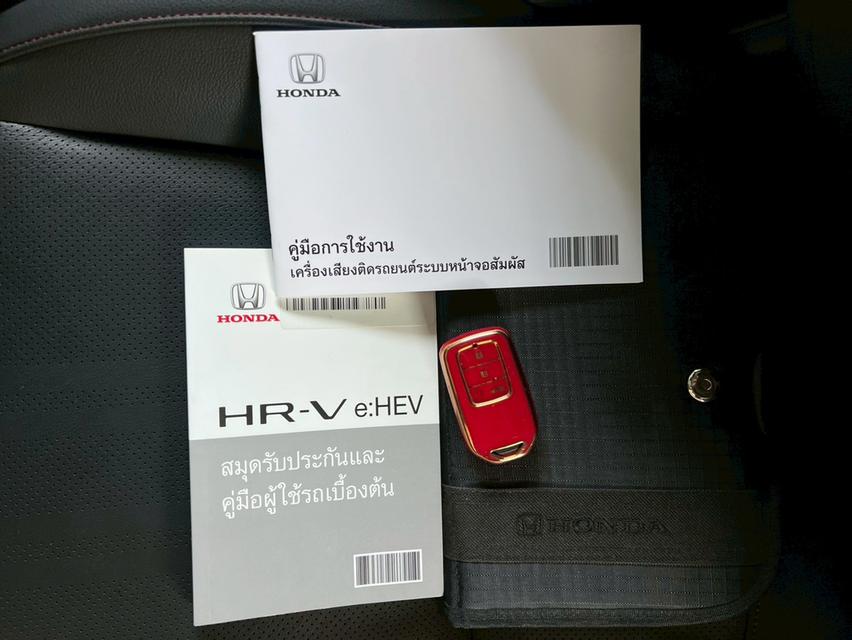 HONDA
คู่มือการใช้งาน
เครื่องเสียงติดรถยนต์ระบบหน้าจอสัมผัส
HONDA
HR-V e:HEV
สมุดรับประกันและ
คู่มือผู้ใช้รถเบื้องต้น
HONDA